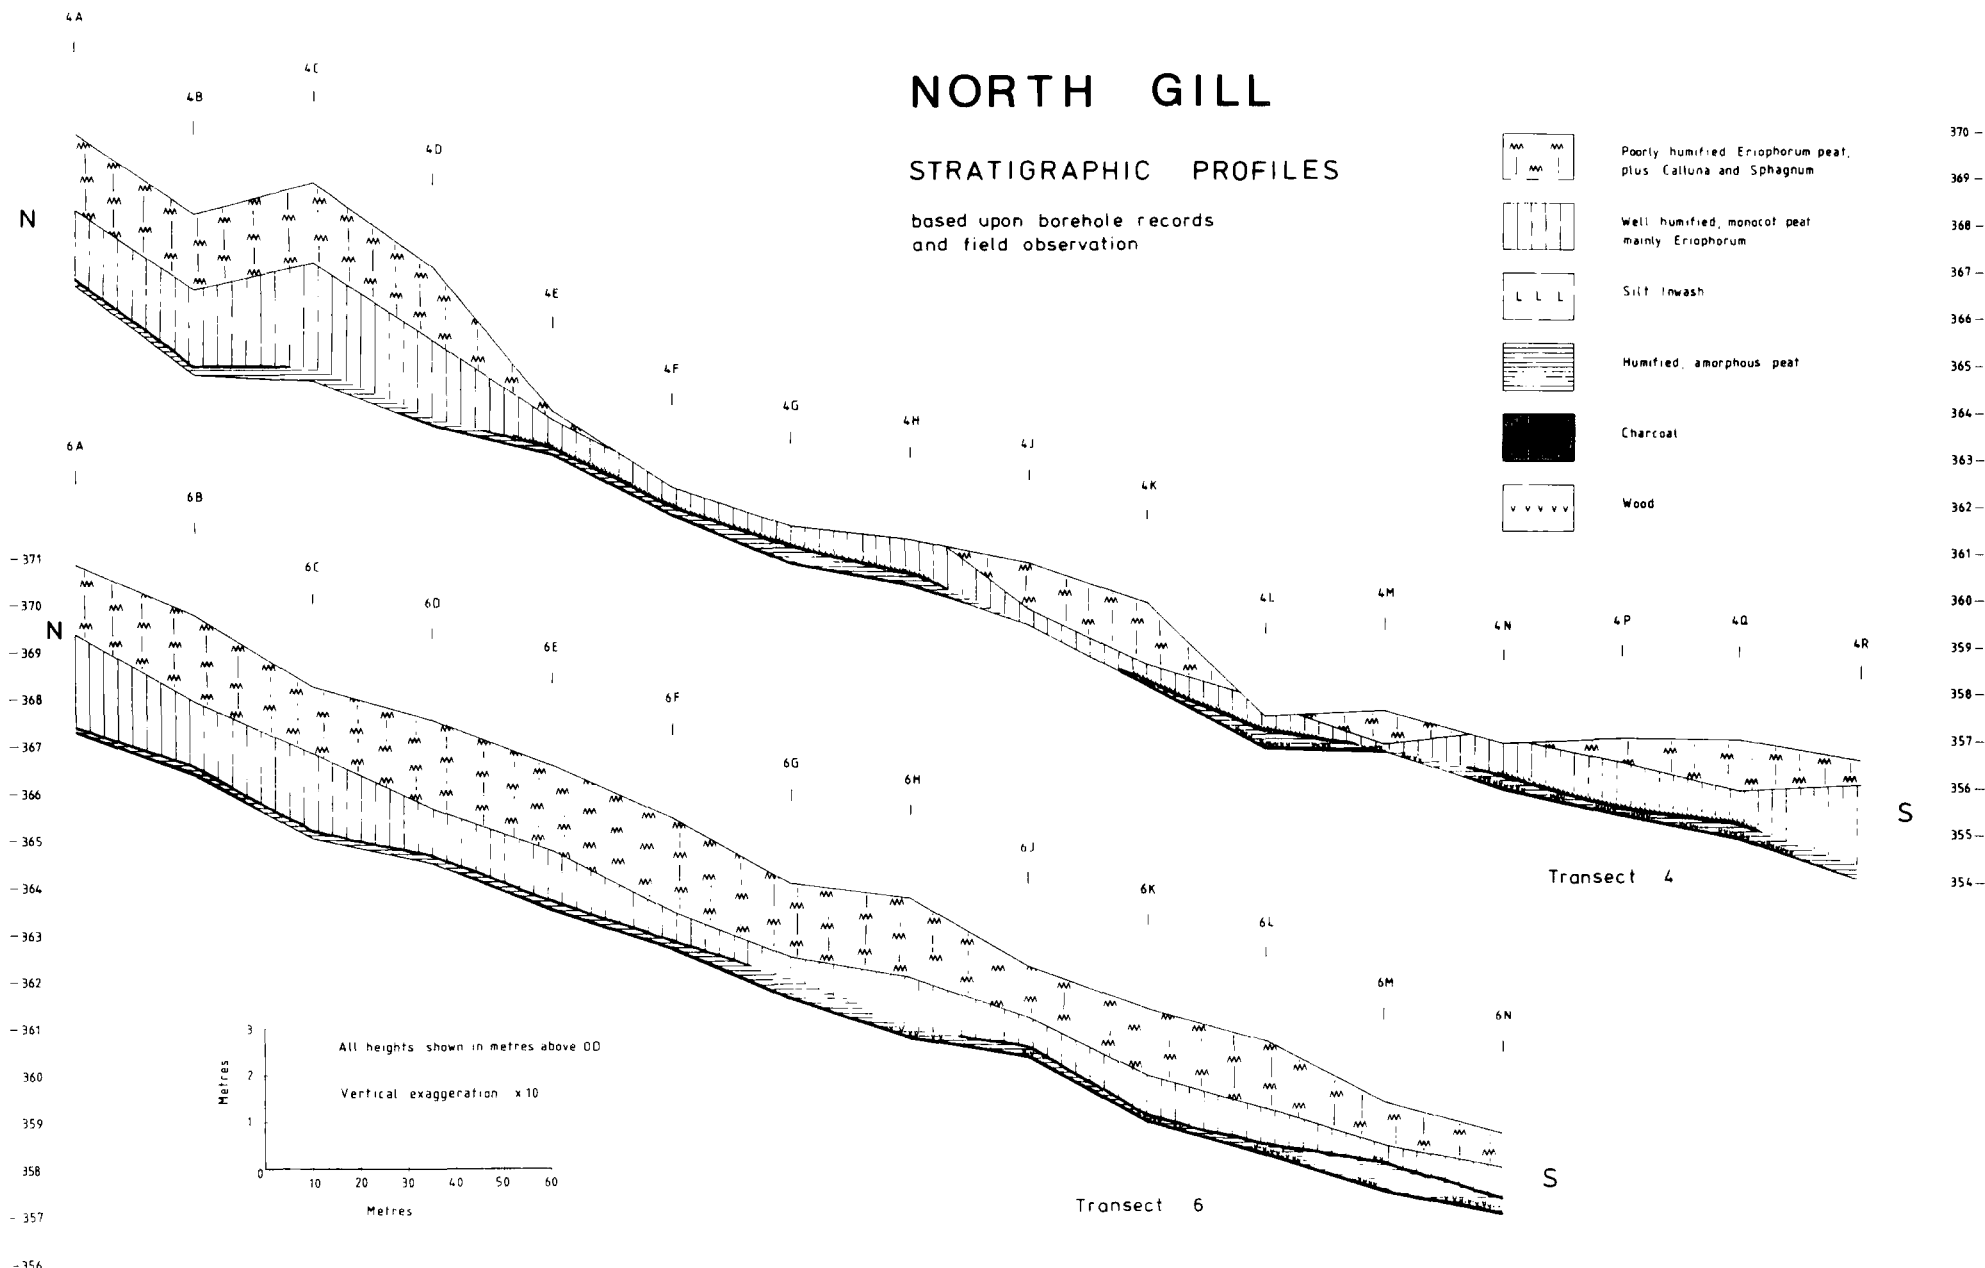 NORTH GILL
STRATIGRAPHIC PROFILES
based upon borehole records
and field observation
Poorly humified Eriophorum peat,
plus Calluna and Sphagnum
Well humified, monocot peat
mainly Eriophorum
Silt Inwash
Humified, amorphous peat
Charcoal
Wood
4A
4B
4C
4D
4E
4F
4G
4H
4J
4K
4L
4M
4N
4P
4Q
4R
N
S
Transect 4
370
369
368
367
366
365
364
363
362
361
360
359
358
357
356
355
354
6A
6B
6C
6D
6E
6F
6G
6H
6J
6K
6L
6M
6N
N
S
Transect 6
371
370
369
368
367
366
365
364
363
362
361
360
359
358
357
356
All heights shown in metres above OD
Vertical exaggeration x10
Metres
3
2
1
0
10 20 30 40 50 60
Metres